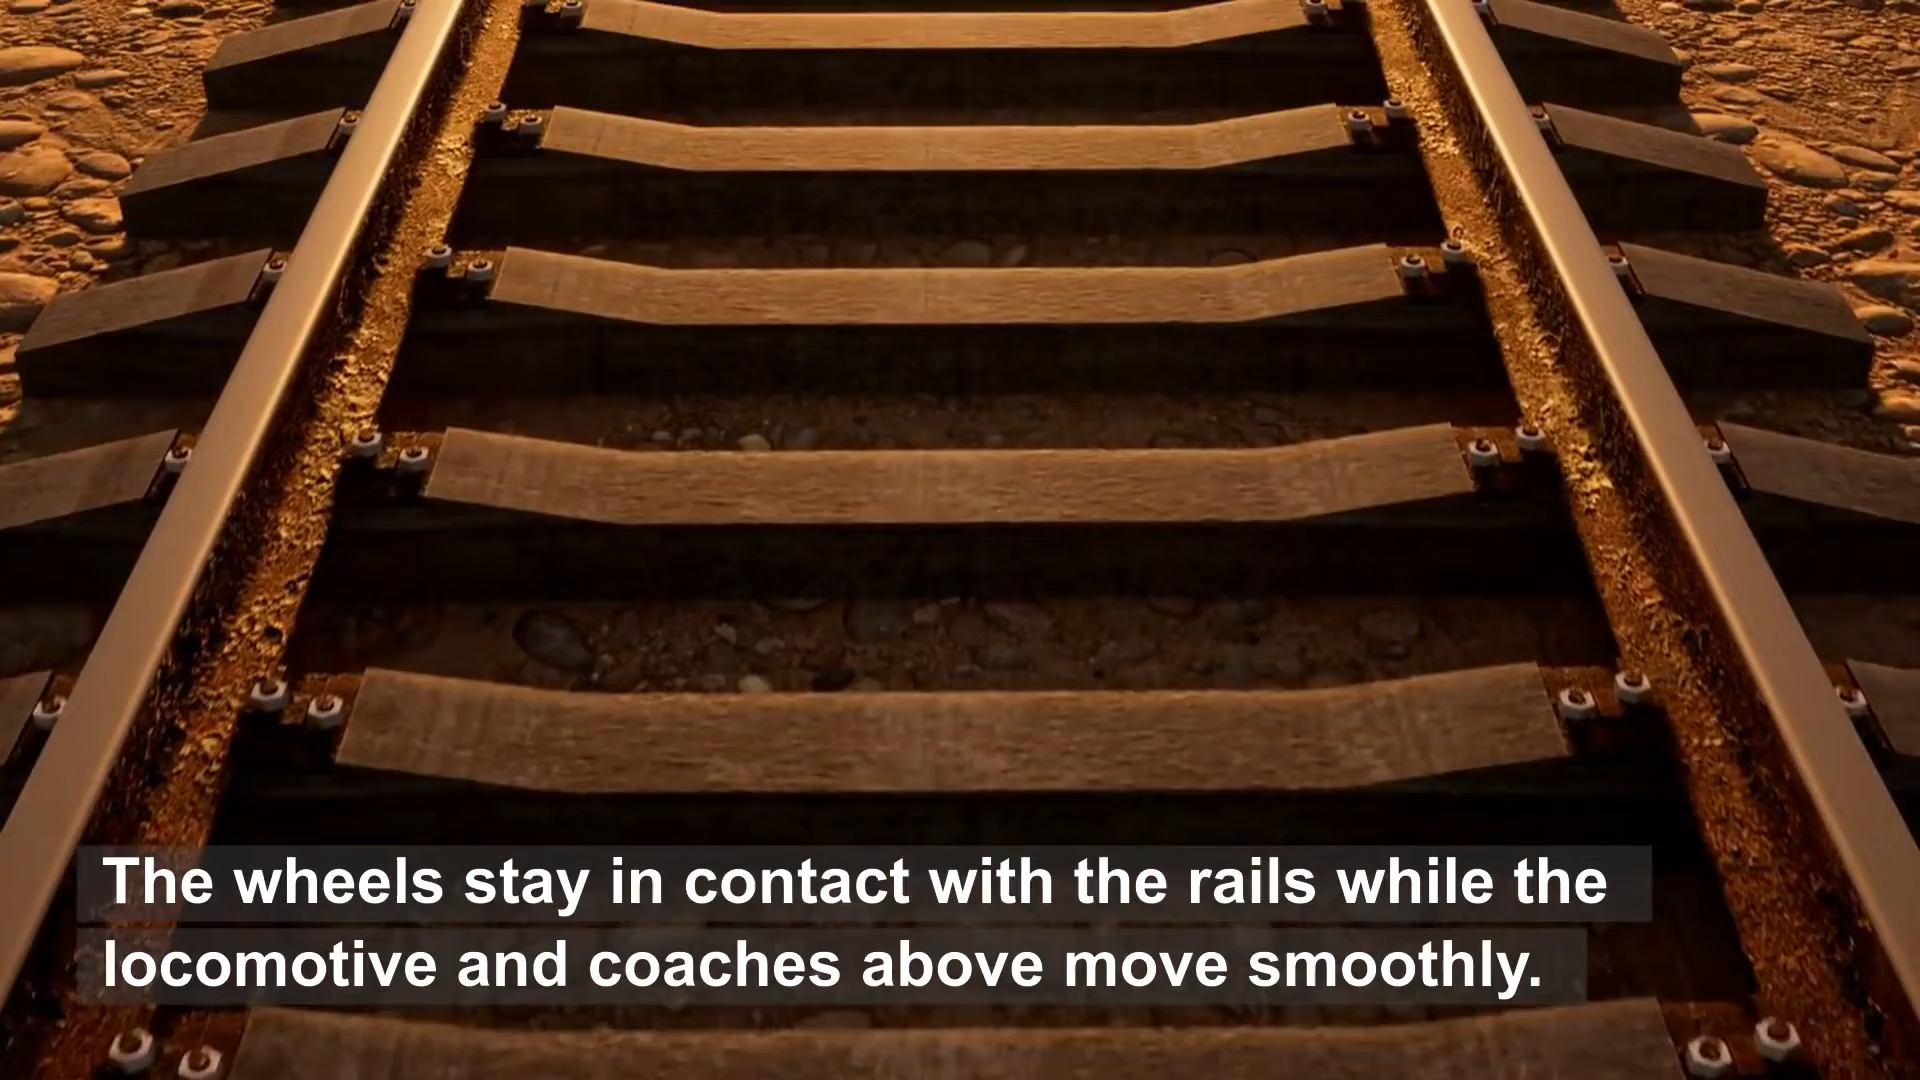 The wheels stay in contact with the rails while the
locomotive and coaches above move smoothly.